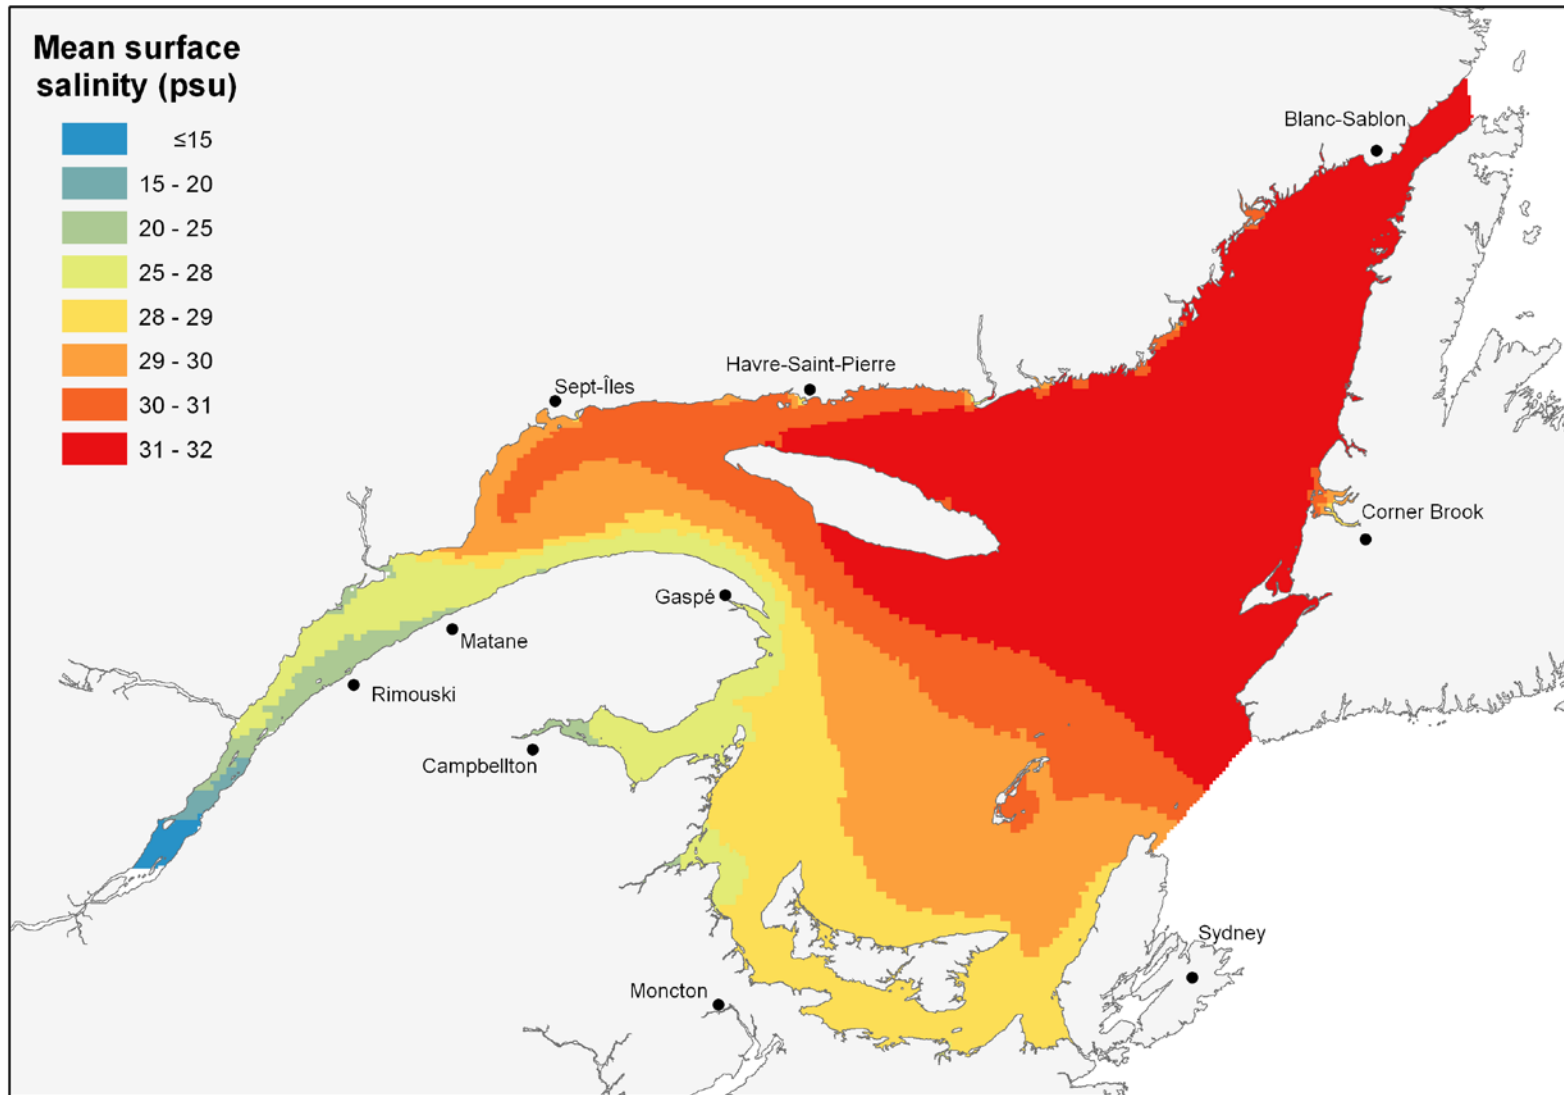 Mean surface
salinity (psu)
≤15
15 - 20
20 - 25
25 - 28
28 - 29
29 - 30
30 - 31
31 - 32
Blanc-Sablon
Havre-Saint-Pierre
Sept-Îles
Corner Brook
Gaspé
Matane
Rimouski
Campbellton
Sydney
Moncton